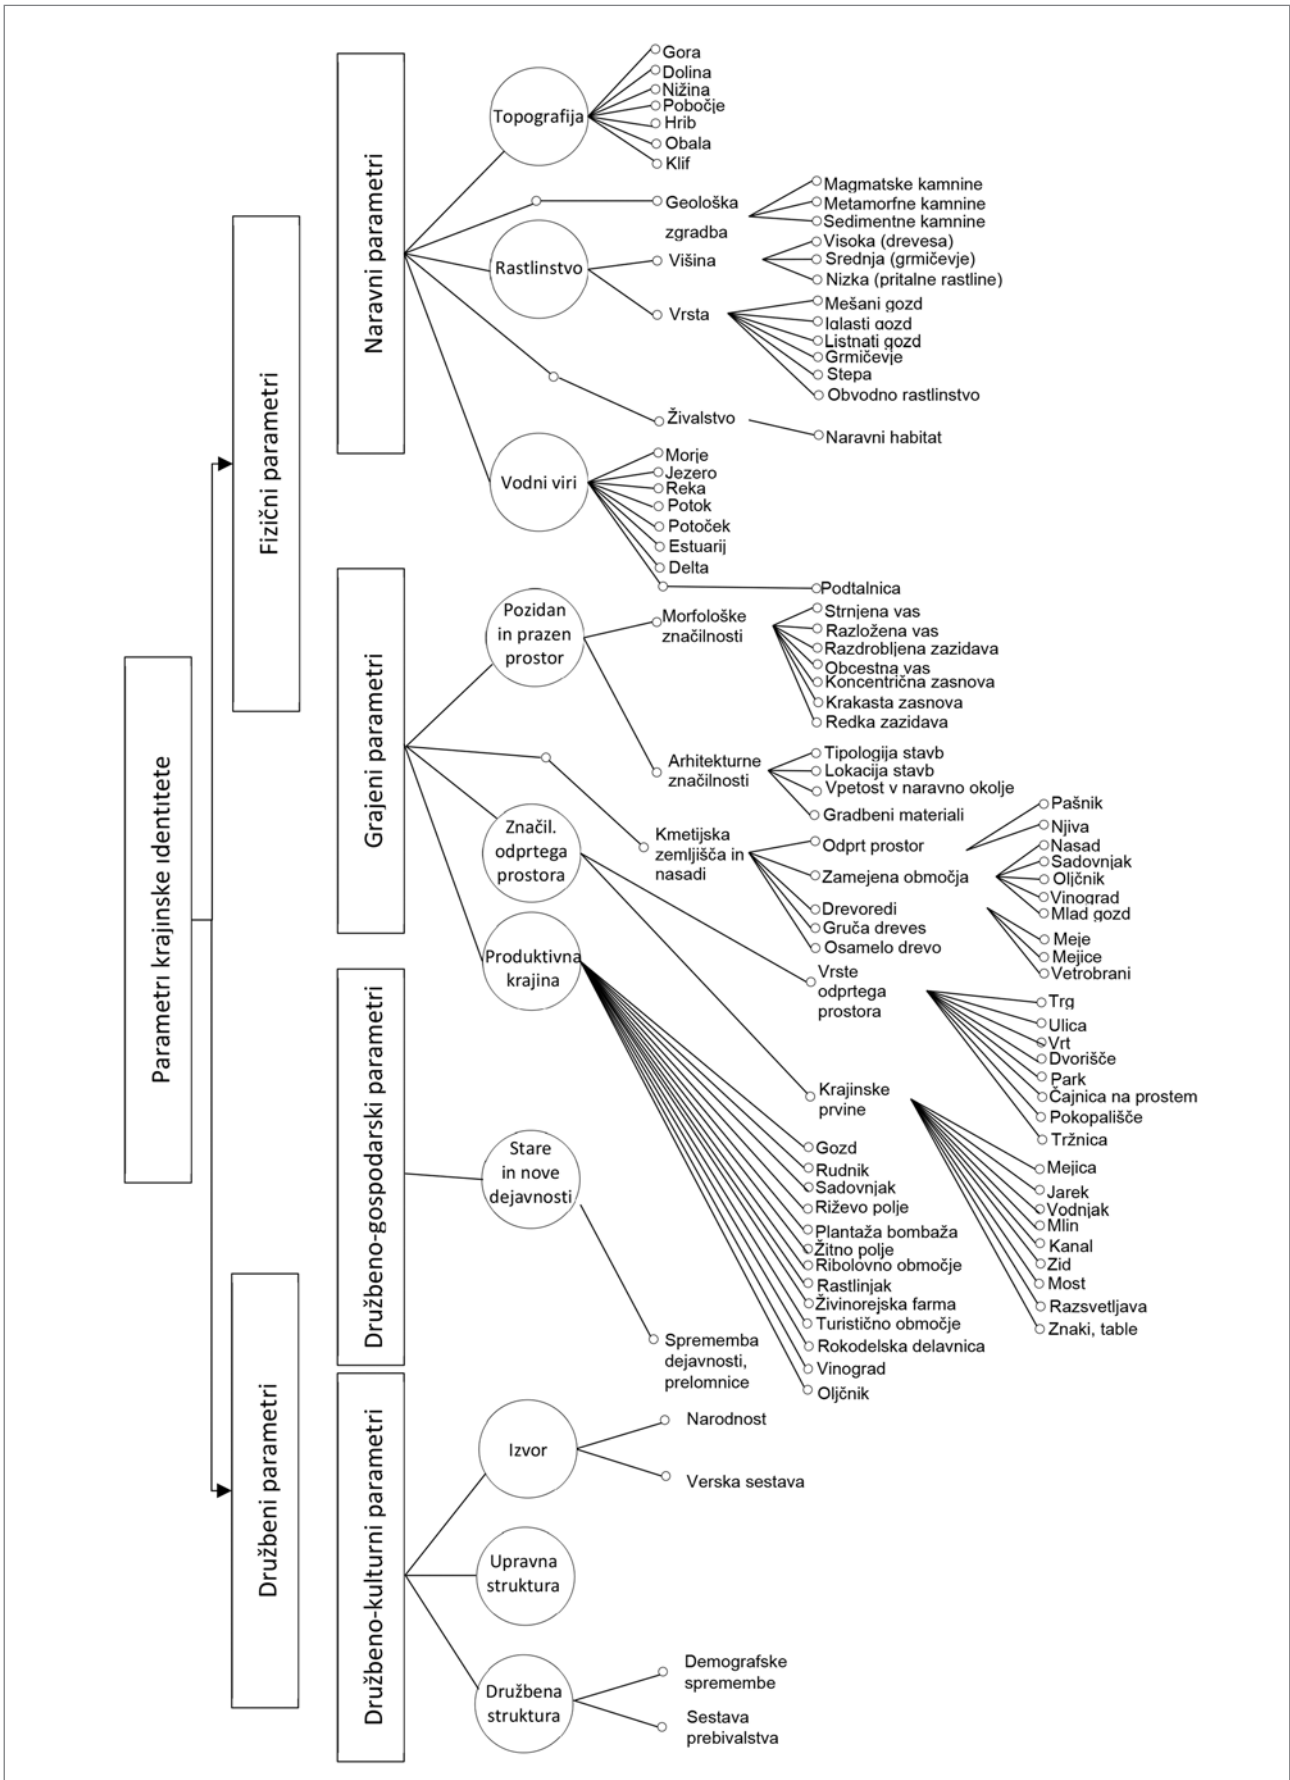 Parametri krajinske identitete
Fizični parametri
Družbeni parametri
Naravni parametri
Grajeni parametri
Družbeno-gospodarski parametri
Družbeno-kulturni parametri
Topografija
Gora
Dolina
Nižina
Pobočje
Hrib
Obala
Klif
Geološka
zgradba
Magmatske kamnine
Metamorfne kamnine
Sedimentne kamnine
Rastlinstvo
Višina
Visoka (drevesa)
Srednja (grmičevje)
Nizka (pritalne rastline)
Vrsta
Mešani gozd
Iglasti gozd
Listnati gozd
Grmičevje
Stepa
Obvodno rastlinstvo
Živalstvo
Naravni habitat
Vodni viri
Morje
Jezero
Reka
Potok
Potoček
Estuarij
Delta
Podtalnica
Pozidan
in prazen
prostor
Morfološke
značilnosti
Strnjena vas
Razložena vas
Razdrobljena zazidava
Obcestna vas
Koncentrična zasnova
Krakasta zasnova
Redka zazidava
Arhitekturne
značilnosti
Tipologija stavb
Lokacija stavb
Vpetost v naravno okolje
Gradbeni materiali
Kmetijska
zemljišča in
nasadi
Odprt prostor
Pašnik
Njiva
Zamejena območja
Nasad
Sadovnjak
Oljčnik
Vinograd
Mlad gozd
Drevoredi
Gruča dreves
Osamelo drevo
Meje
Mejice
Vetrobrani
Značil.
odprtega
prostora
Vrste
odprtega
prostora
Trg
Ulica
Vrt
Dvorišče
Park
Čajnica na prostem
Pokopališče
Tržnica
Krajinske
prvine
Mejica
Jarek
Vodnjak
Mlin
Kanal
Zid
Most
Razsvetljava
Znaki, table
Produktivna
krajina
Gozd
Rudnik
Sadovnjak
Riževo polje
Plantaža bombaža
Žitno polje
Ribolovno območje
Rastlinjak
Živinorejska farma
Turistično območje
Rokodelska delavnica
Vinograd
Oljčnik
Stare
in nove
dejavnosti
Sprememba
dejavnosti,
prelomnice
Izvor
Narodnost
Verska sestava
Upravna
struktura
Družbena
struktura
Demografske
spremembe
Sestava
prebivalstva